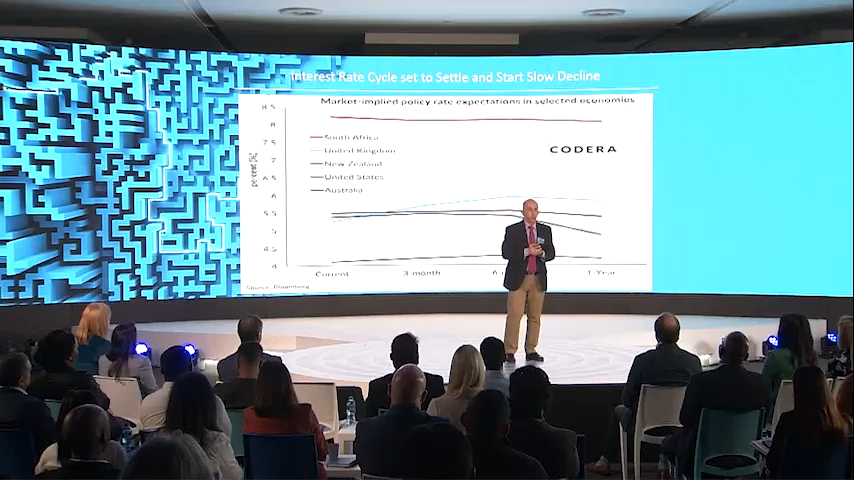 Interest Rate Cycle set to Settle and Start Slow Decline
Market-implied policy rate expectations in selected economies
8.5
8
7.5
7
6.5
6
5.5
5
4.5
4
percent [%]
South Africa
United Kingdom
New Zealand
United States
Australia
CODERA
Current
3-month
1-Year
Source: Bloomberg